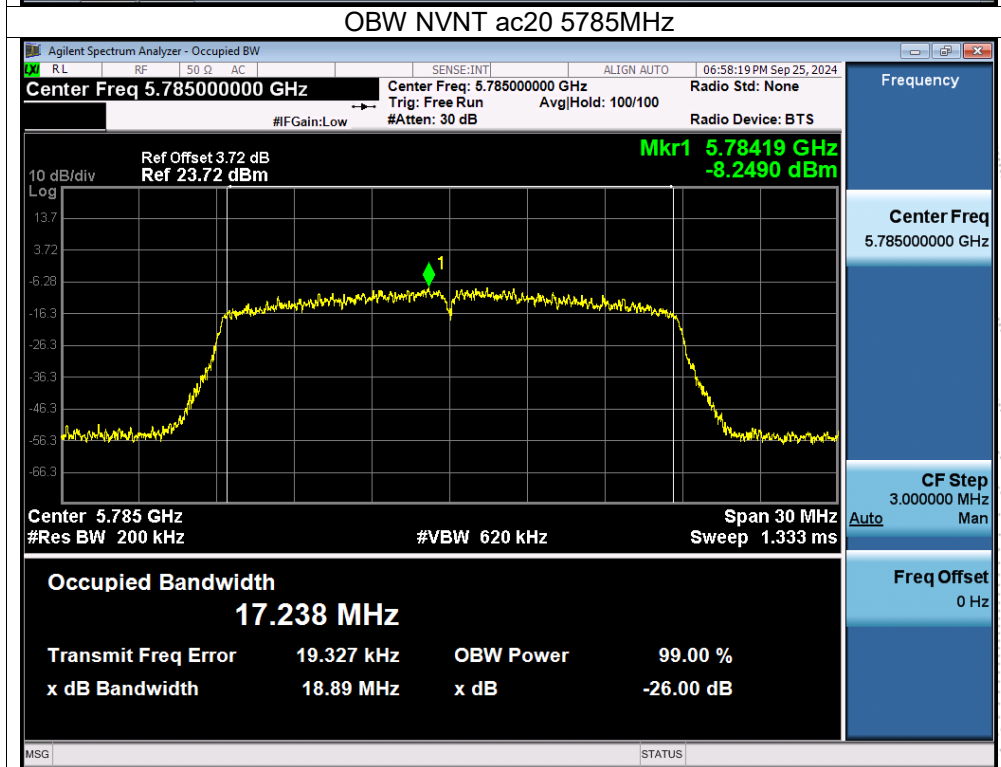 OBW NVNT ac20 5785MHz
Agilent Spectrum Analyzer - Occupied BW
LXI RL RF 50 Ω AC SENSE:INT ALIGN AUTO 06:58:19 PM Sep 25, 2024
Center Freq 5.785000000 GHz
Center Freq: 5.785000000 GHz Radio Std: None
Trig: Free Run Avg|Hold: 100/100
#IFGain:Low #Atten: 30 dB Radio Device: BTS
Frequency
Mkr1 5.78419 GHz
-8.2490 dBm
Ref Offset 3.72 dB
10 dB/div Ref 23.72 dBm
Log
13.7
3.72
-6.28
-16.3
-26.3
-36.3
-46.3
-56.3
-66.3
1
Center 5.785 GHz Span 30 MHz
#Res BW 200 kHz #VBW 620 kHz Sweep 1.333 ms
Center Freq
5.785000000 GHz
CF Step
3.000000 MHz
Auto Man
Freq Offset
0 Hz
Occupied Bandwidth
17.238 MHz
Transmit Freq Error 19.327 kHz OBW Power 99.00 %
x dB Bandwidth 18.89 MHz x dB -26.00 dB
MSG STATUS